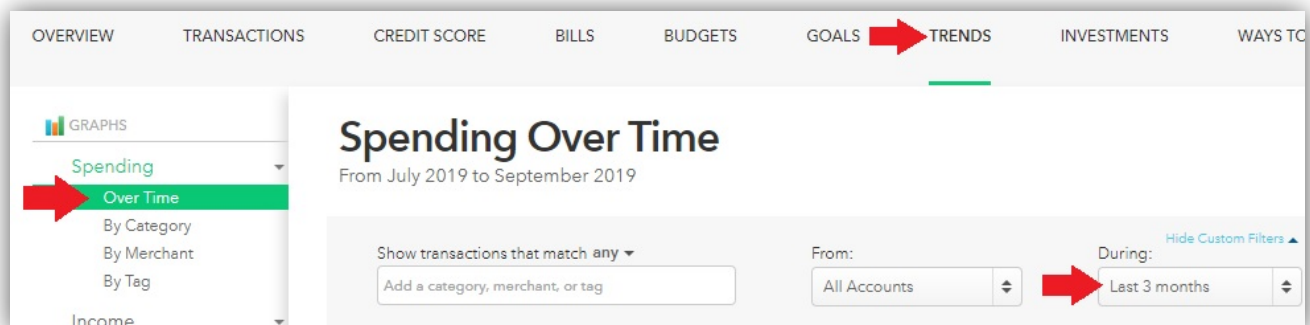 OVERVIEW TRANSACTIONS CREDIT SCORE BILLS BUDGETS GOALS TRENDS INVESTMENTS WAYS TO
GRAPHS
Spending
Over Time
By Category
By Merchant
By Tag
Income
Spending Over Time
From July 2019 to September 2019
Hide Custom Filters
Show transactions that match any
Add a category, merchant, or tag
From:
All Accounts
During:
Last 3 months